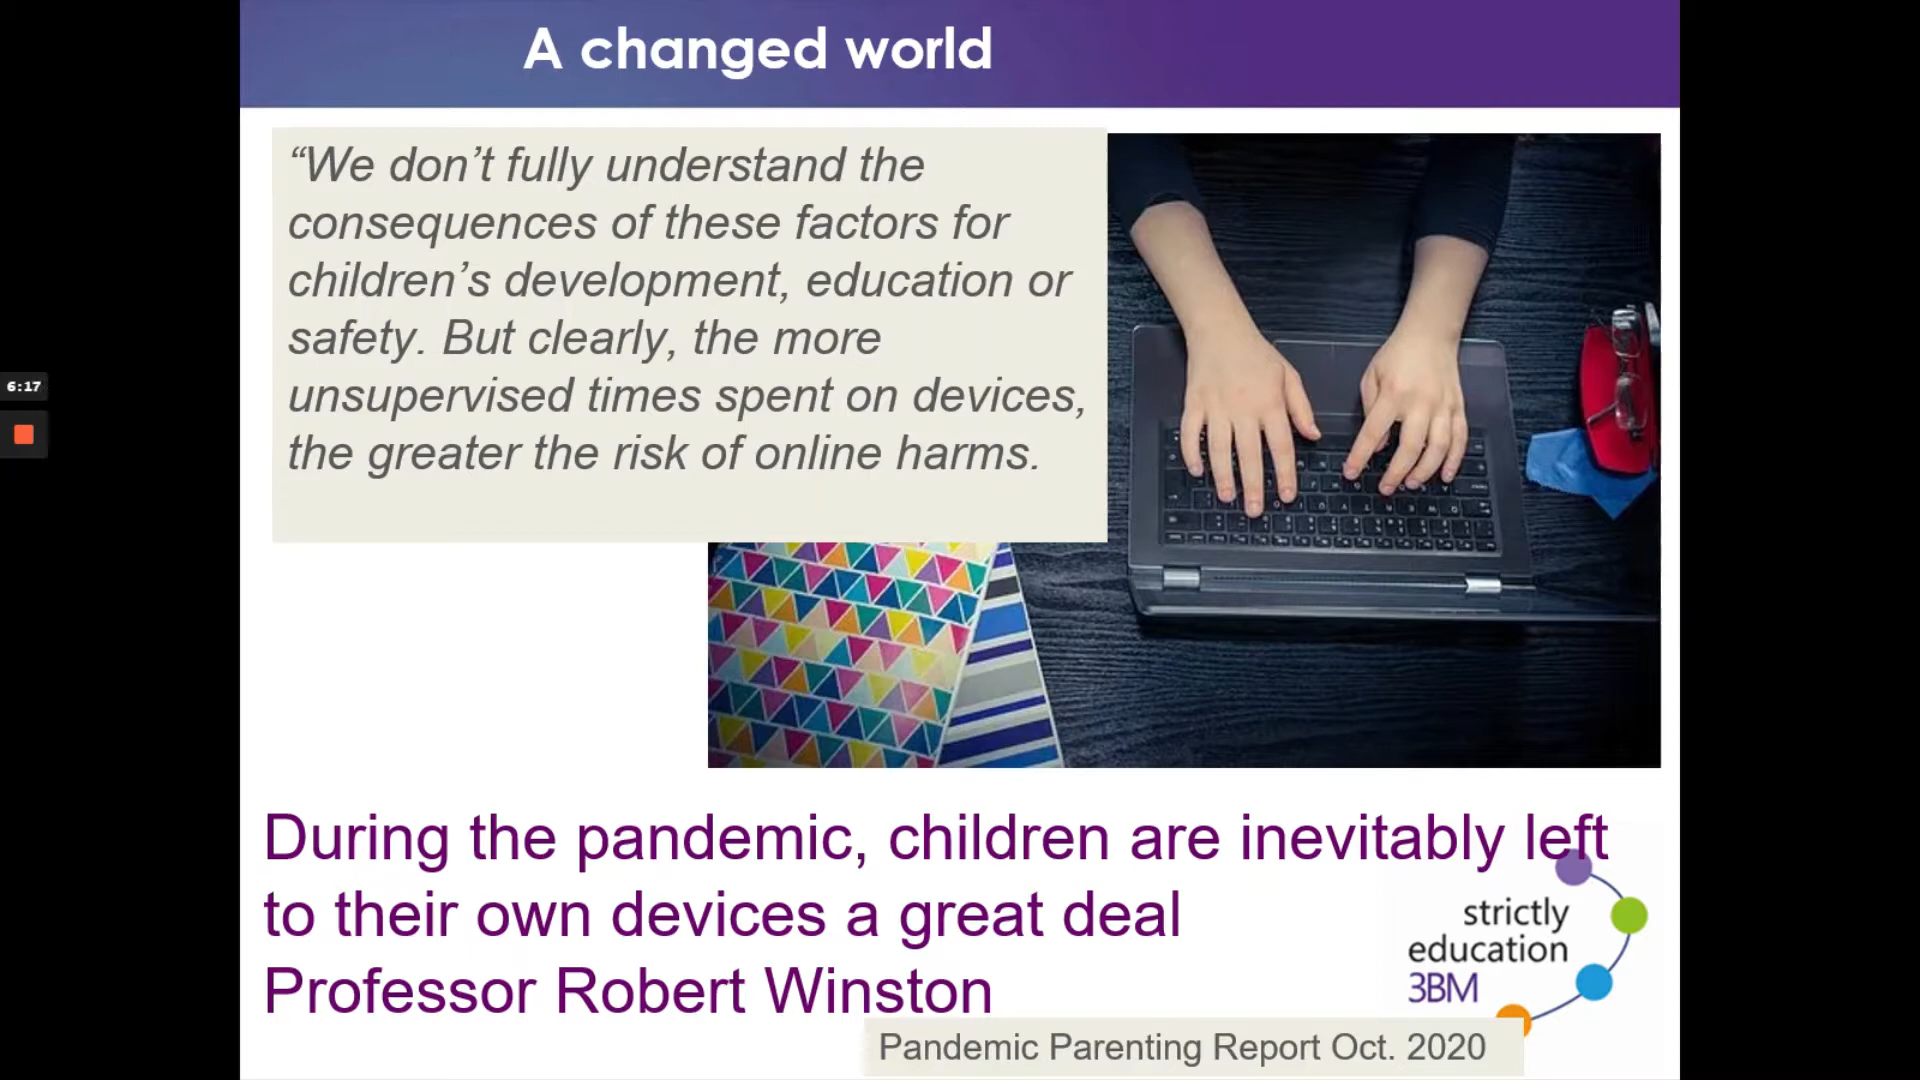 A changed world
“We don’t fully understand the
consequences of these factors for
children’s development, education or
safety. But clearly, the more
unsupervised times spent on devices,
the greater the risk of online harms.
6:17
During the pandemic, children are inevitably left
to their own devices a great deal
Professor Robert Winston
strictly
education
3BM
Pandemic Parenting Report Oct. 2020